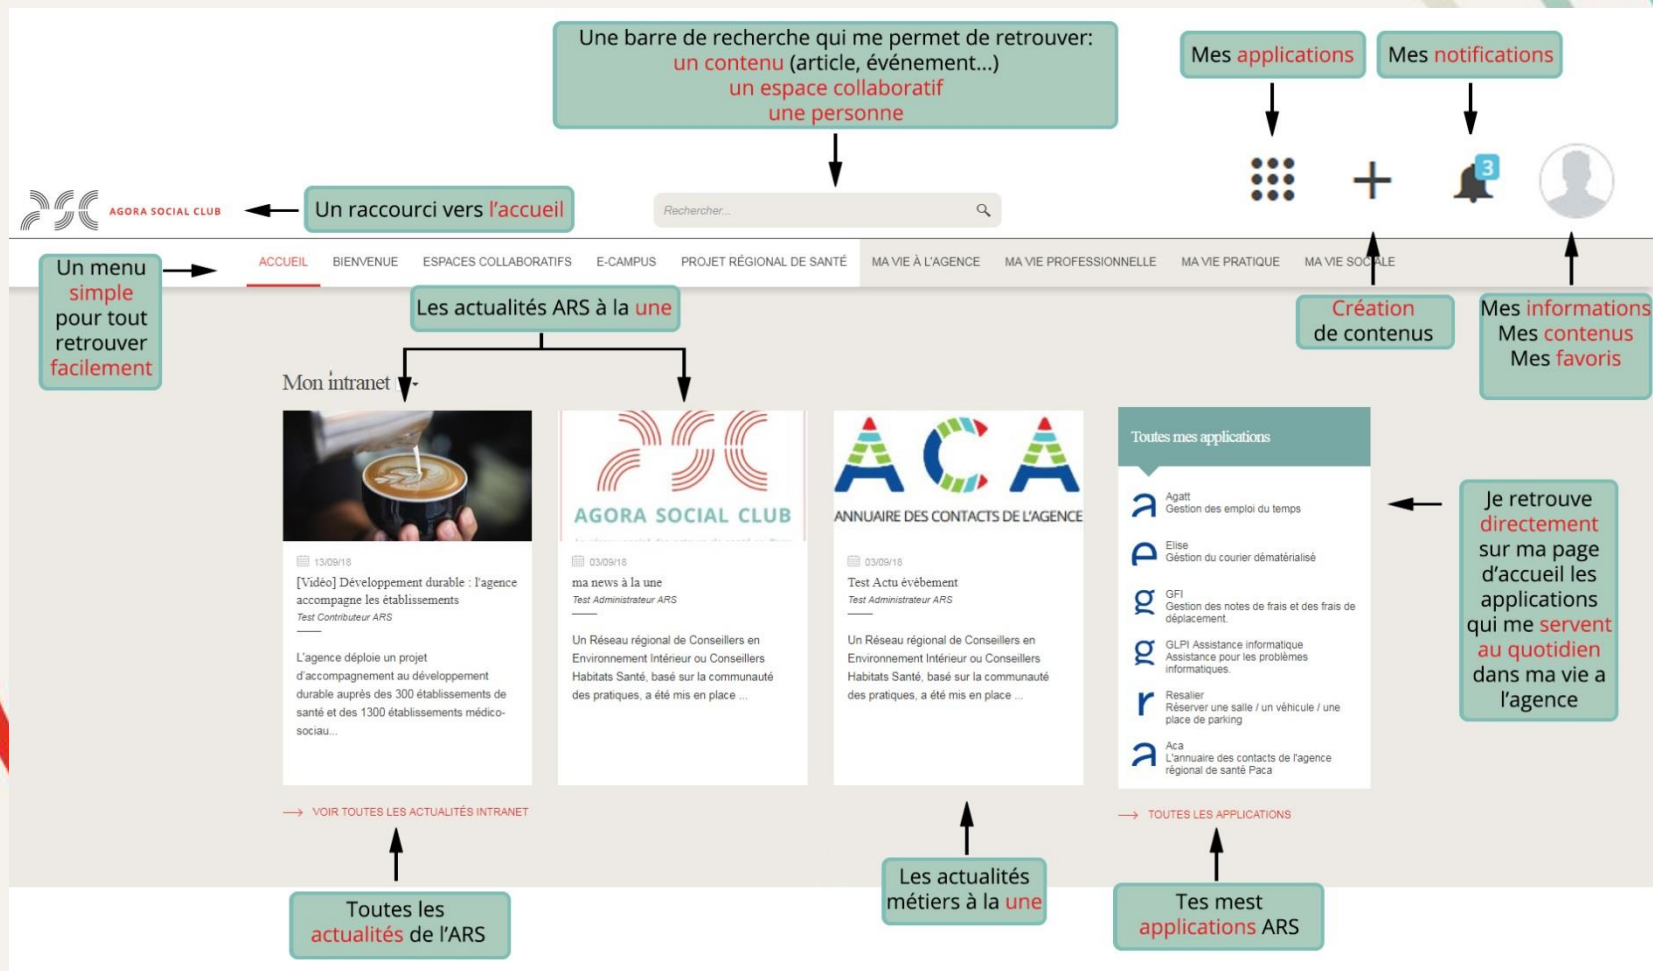 Une barre de recherche qui me permet de retrouver:
un contenu (article, événement...)
un espace collaboratif
une personne
Mes applications
Mes notifications
3
AGORA SOCIAL CLUB
Un raccourci vers l'accueil
Rechercher...
Un menu
simple
pour tout
retrouver
facilement
ACCUEIL BIENVENUE ESPACES COLLABORATIFS E-CAMPUS PROJET RÉGIONAL DE SANTÉ MA VIE À L'AGENCE MA VIE PROFESSIONNELLE MA VIE PRATIQUE MA VIE SOCIALE
Les actualités ARS à la une
Création
de contenus
Mes informations
Mes contenus
Mes favoris
Mon intranet
13/09/18
[Vidéo] Développement durable : l'agence
accompagne les établissements
Test Contributeur ARS
L'agence déploie un projet
d'accompagnement au développement
durable auprès des 300 établissements de
santé et des 1300 établissements médico-
sociau...
AGORA SOCIAL CLUB
03/09/18
ma news à la une
Test Administrateur ARS
Un Réseau régional de Conseillers en
Environnement Intérieur ou Conseillers
Habitats Santé, basé sur la communauté
des pratiques, a été mis en place ...
ACA
ANNUAIRE DES CONTACTS DE L'AGENCE
03/09/18
Test Actu évèbement
Test Administrateur ARS
Un Réseau régional de Conseillers en
Environnement Intérieur ou Conseillers
Habitats Santé, basé sur la communauté
des pratiques, a été mis en place ...
Toutes mes applications
a
Agatt
Gestion des emploi du temps
e
Elise
Géstion du courier dématérialisé
g
GFI
Gestion des notes de frais et des frais de
déplacement.
g
GLPI Assistance informatique
Assistance pour les problèmes
informatiques.
r
Resalier
Réserver une salle / un véhicule / une
place de parking
a
Aca
L'annuaire des contacts de l'agence
régional de santé Paca
Je retrouve
directement
sur ma page
d'accueil les
applications
qui me servent
au quotidien
dans ma vie a
l'agence
VOIR TOUTES LES ACTUALITÉS INTRANET
TOUTES LES APPLICATIONS
Toutes les
actualités de l'ARS
Les actualités
métiers à la une
Tes mest
applications ARS